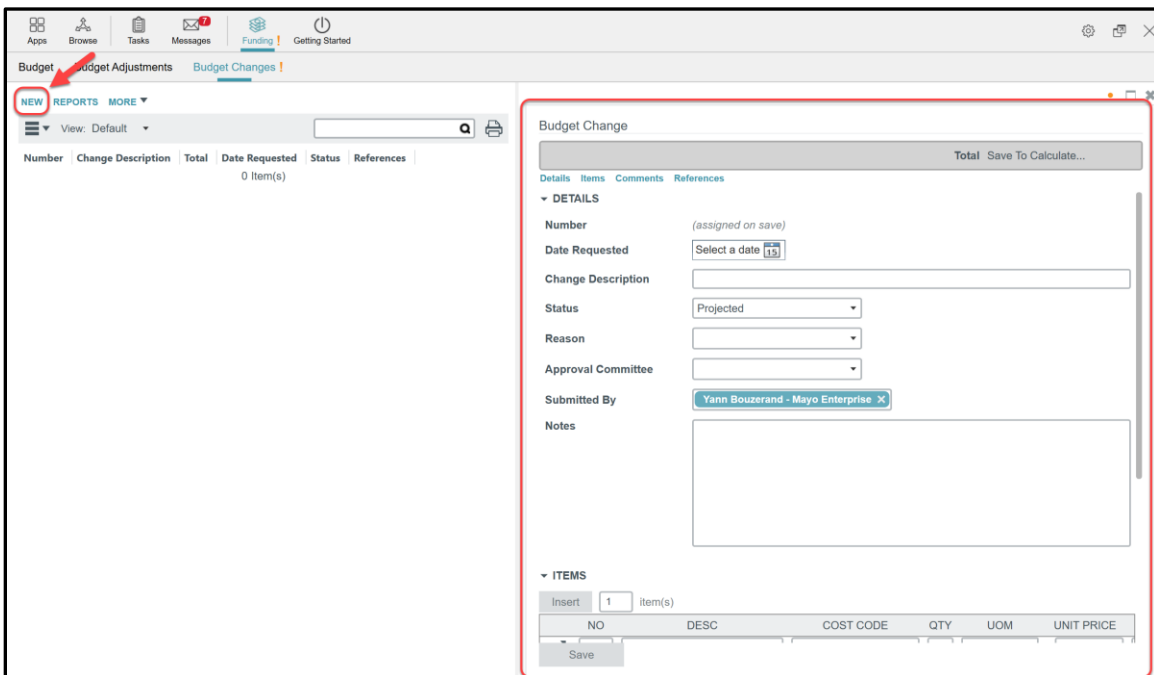 7
Apps Browse Tasks Messages Funding ! Getting Started
Budget Budget Adjustments Budget Changes !
NEW REPORTS MORE
View: Default
Number Change Description Total Date Requested Status References
0 Item(s)
Budget Change
Total Save To Calculate...
Details Items Comments References
DETAILS
Number (assigned on save)
Date Requested Select a date 15
Change Description
Status Projected
Reason
Approval Committee
Submitted By Yann Bouzerand - Mayo Enterprise X
Notes
ITEMS
Insert 1 item(s)
NO DESC COST CODE QTY UOM UNIT PRICE
Save